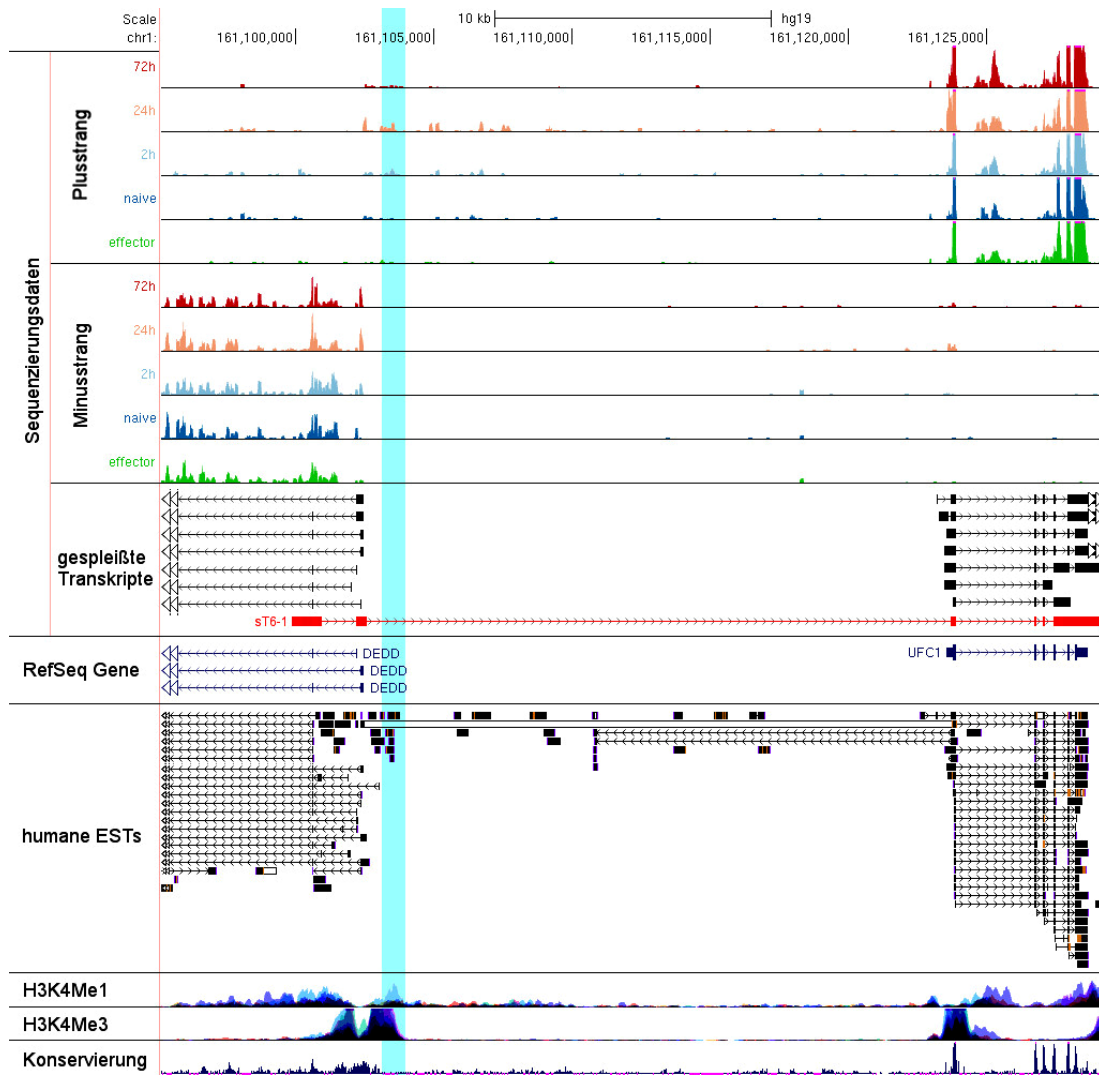 Scale 10 kb hg19
chr1: 161,100,000 161,105,000 161,110,000 161,115,000 161,120,000 161,125,000
Sequenzierungsdaten
Plusstrang
72h
24h
2h
naive
effector
Minusstrang
72h
24h
2h
naive
effector
gespleißte
Transkripte
sT6-1
RefSeq Gene
DEDD UFC1
DEDD
DEDD
humane ESTs
H3K4Me1
H3K4Me3
Konservierung